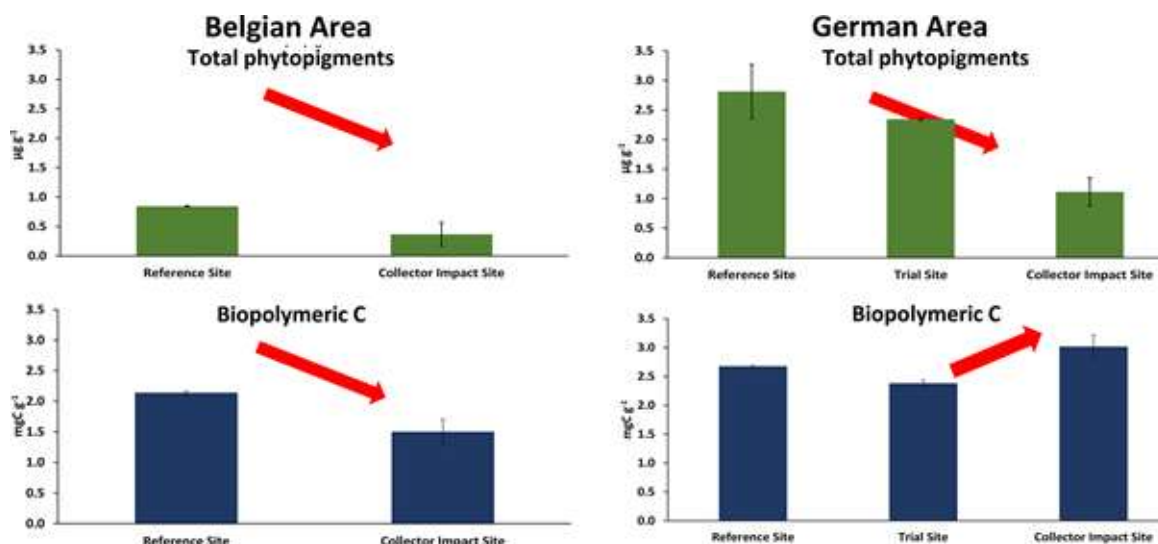 Belgian Area
Total phytopigments
3.5
3.0
2.5
2.0
1.5
1.0
0.5
0.0
µg g-1
Reference Site Collector Impact Site
German Area
Total phytopigments
3.5
3.0
2.5
2.0
1.5
1.0
0.5
0.0
µg g-1
Reference Site Trial Site Collector Impact Site
Biopolymeric C
3.5
3.0
2.5
2.0
1.5
1.0
0.5
0.0
mgC g-1
Reference Site Collector Impact Site
Biopolymeric C
3.5
3.0
2.5
2.0
1.5
1.0
0.5
0.0
mgC g-1
Reference Site Trial Site Collector Impact Site